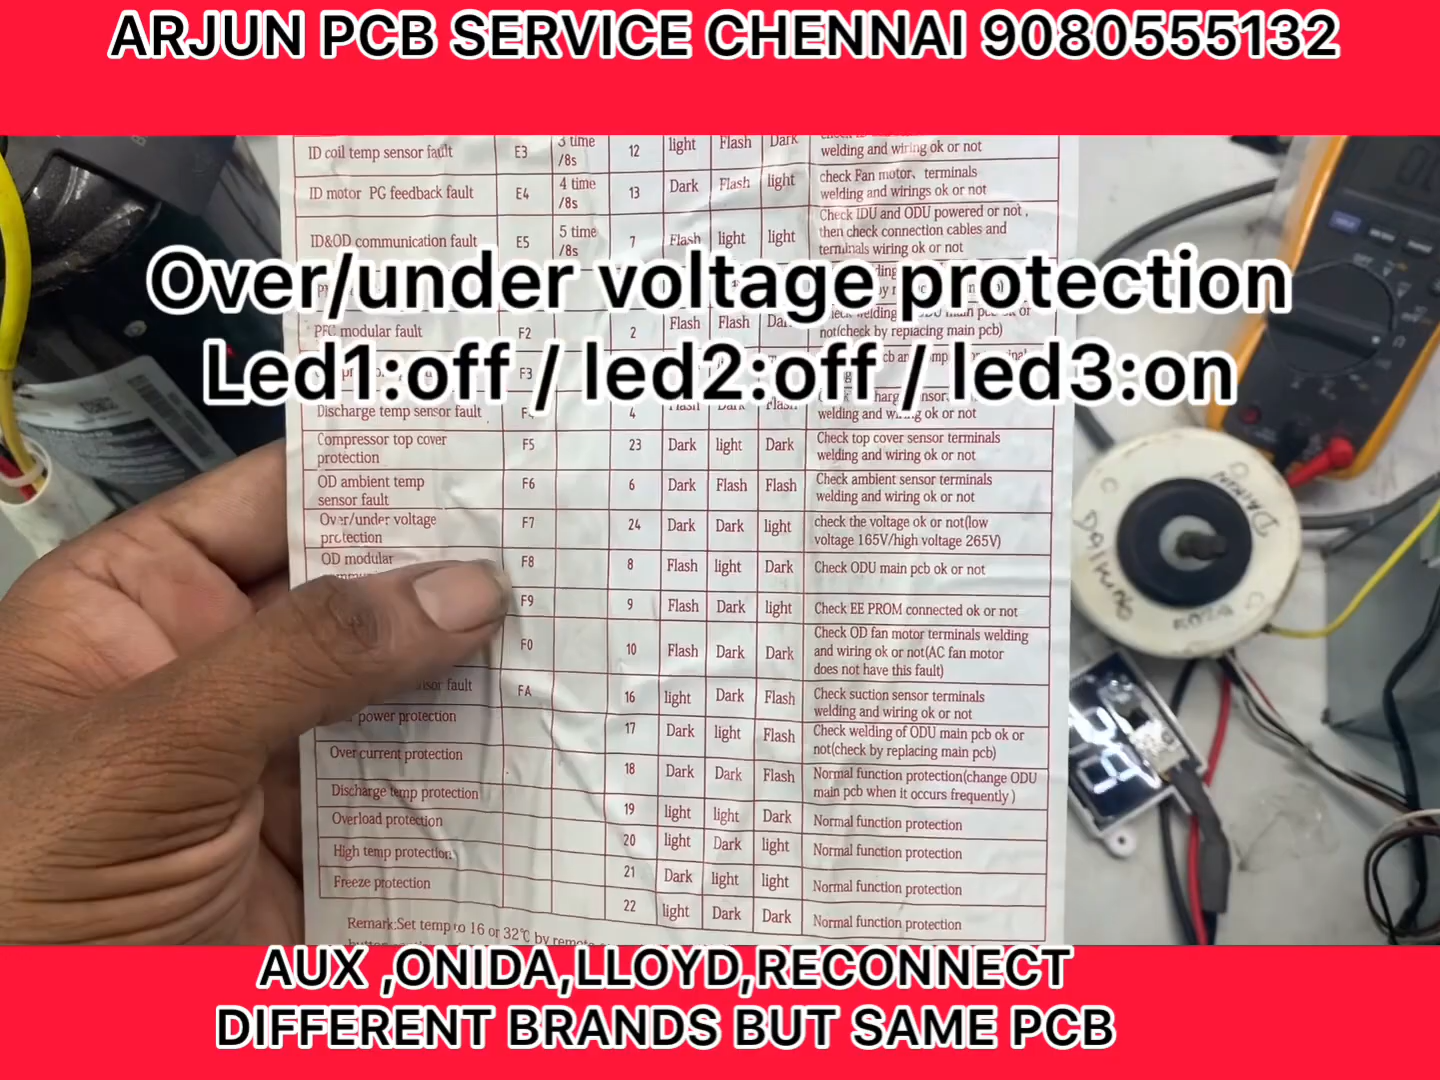 ARJUN PCB SERVICE CHENNAI 9080555132
ID coil temp sensor fault E3 3 time /8s 12 light Flash Dark welding and wiring ok or not
ID motor PG feedback fault E4 4 time /8s 13 Dark Flash light check Fan motor、terminals welding and wirings ok or not
ID&OD communication fault E5 5 time /8s 7 Flash light light Check IDU and ODU powered or not , then check connection cables and terminals wiring ok or not
Over/under voltage protection
PFC modular fault F2 2 Flash Flash Dark not(check by replacing main pcb)
F3
Led1:off / led2:off / led3:on
Discharge temp sensor fault 4 welding and wiring ok or not
Compressor top cover protection F5 23 Dark light Dark Check top cover sensor terminals welding and wiring ok or not
OD ambient temp sensor fault F6 6 Dark Flash Flash Check ambient sensor terminals welding and wiring ok or not
Over/under voltage protection F7 24 Dark Dark light check the voltage ok or not(low voltage 165V/high voltage 265V)
OD modular F8 8 Flash light Dark Check ODU main pcb ok or not
F9 9 Flash Dark light Check EE PROM connected ok or not
F0 10 Flash Dark Dark Check OD fan motor terminals welding and wiring ok or not(AC fan motor does not have this fault)
fault FA 16 light Dark Flash Check suction sensor terminals welding and wiring ok or not
power protection 17 Dark light Flash Check welding of ODU main pcb ok or not(check by replacing main pcb)
Over current protection 18 Dark Dark Flash Normal function protection(change ODU main pcb when it occurs frequently )
Discharge temp protection 19 light light Dark Normal function protection
Overload protection 20 light Dark light Normal function protection
High temp protection 21 Dark light light Normal function protection
Freeze protection 22 light Dark Dark Normal function protection
Remark:Set temp to 16 or 32℃ by remote
AUX ,ONIDA,LLOYD,RECONNECT
DIFFERENT BRANDS BUT SAME PCB